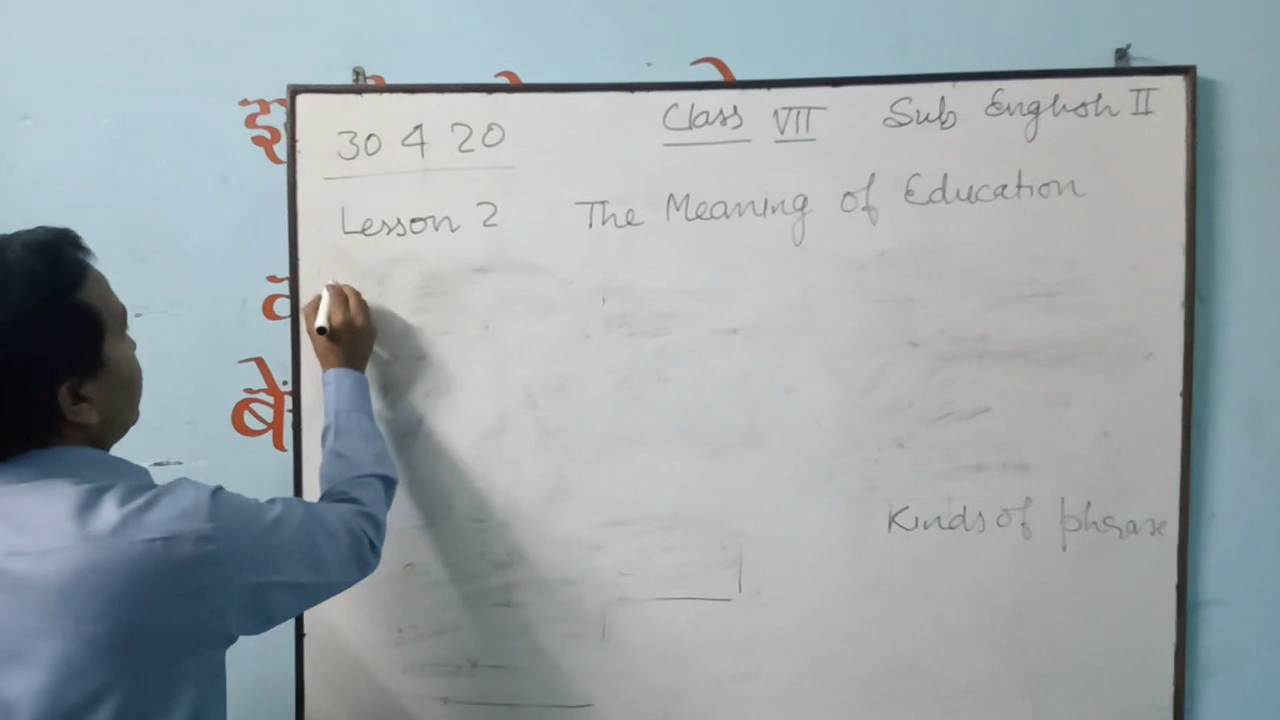 30 4 20 Class VII Sub English II
Lesson 2 The Meaning of Education
Kinds of phrase